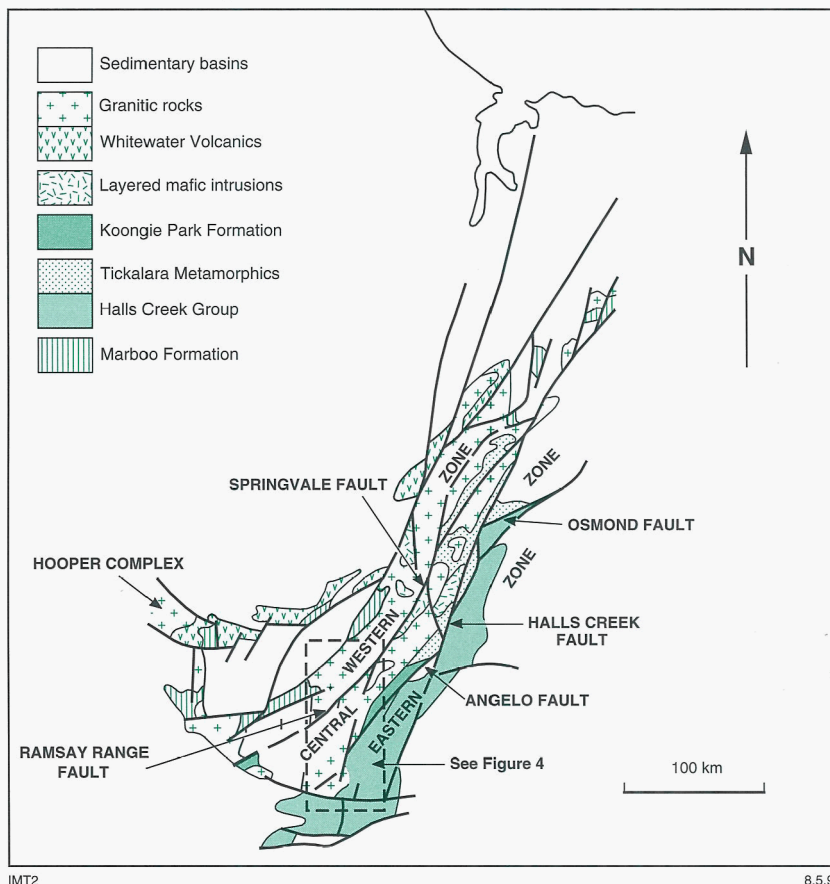 Sedimentary basins
Granitic rocks
Whitewater Volcanics
Layered mafic intrusions
Koongie Park Formation
Tickalara Metamorphics
Halls Creek Group
Marboo Formation
N
ZONE
ZONE
SPRINGVALE FAULT
OSMOND FAULT
HOOPER COMPLEX
ZONE
HALLS CREEK
FAULT
WESTERN
ANGELO FAULT
EASTERN
CENTRAL
RAMSAY RANGE
FAULT
See Figure 4
100 km
IMT2
8.5.9